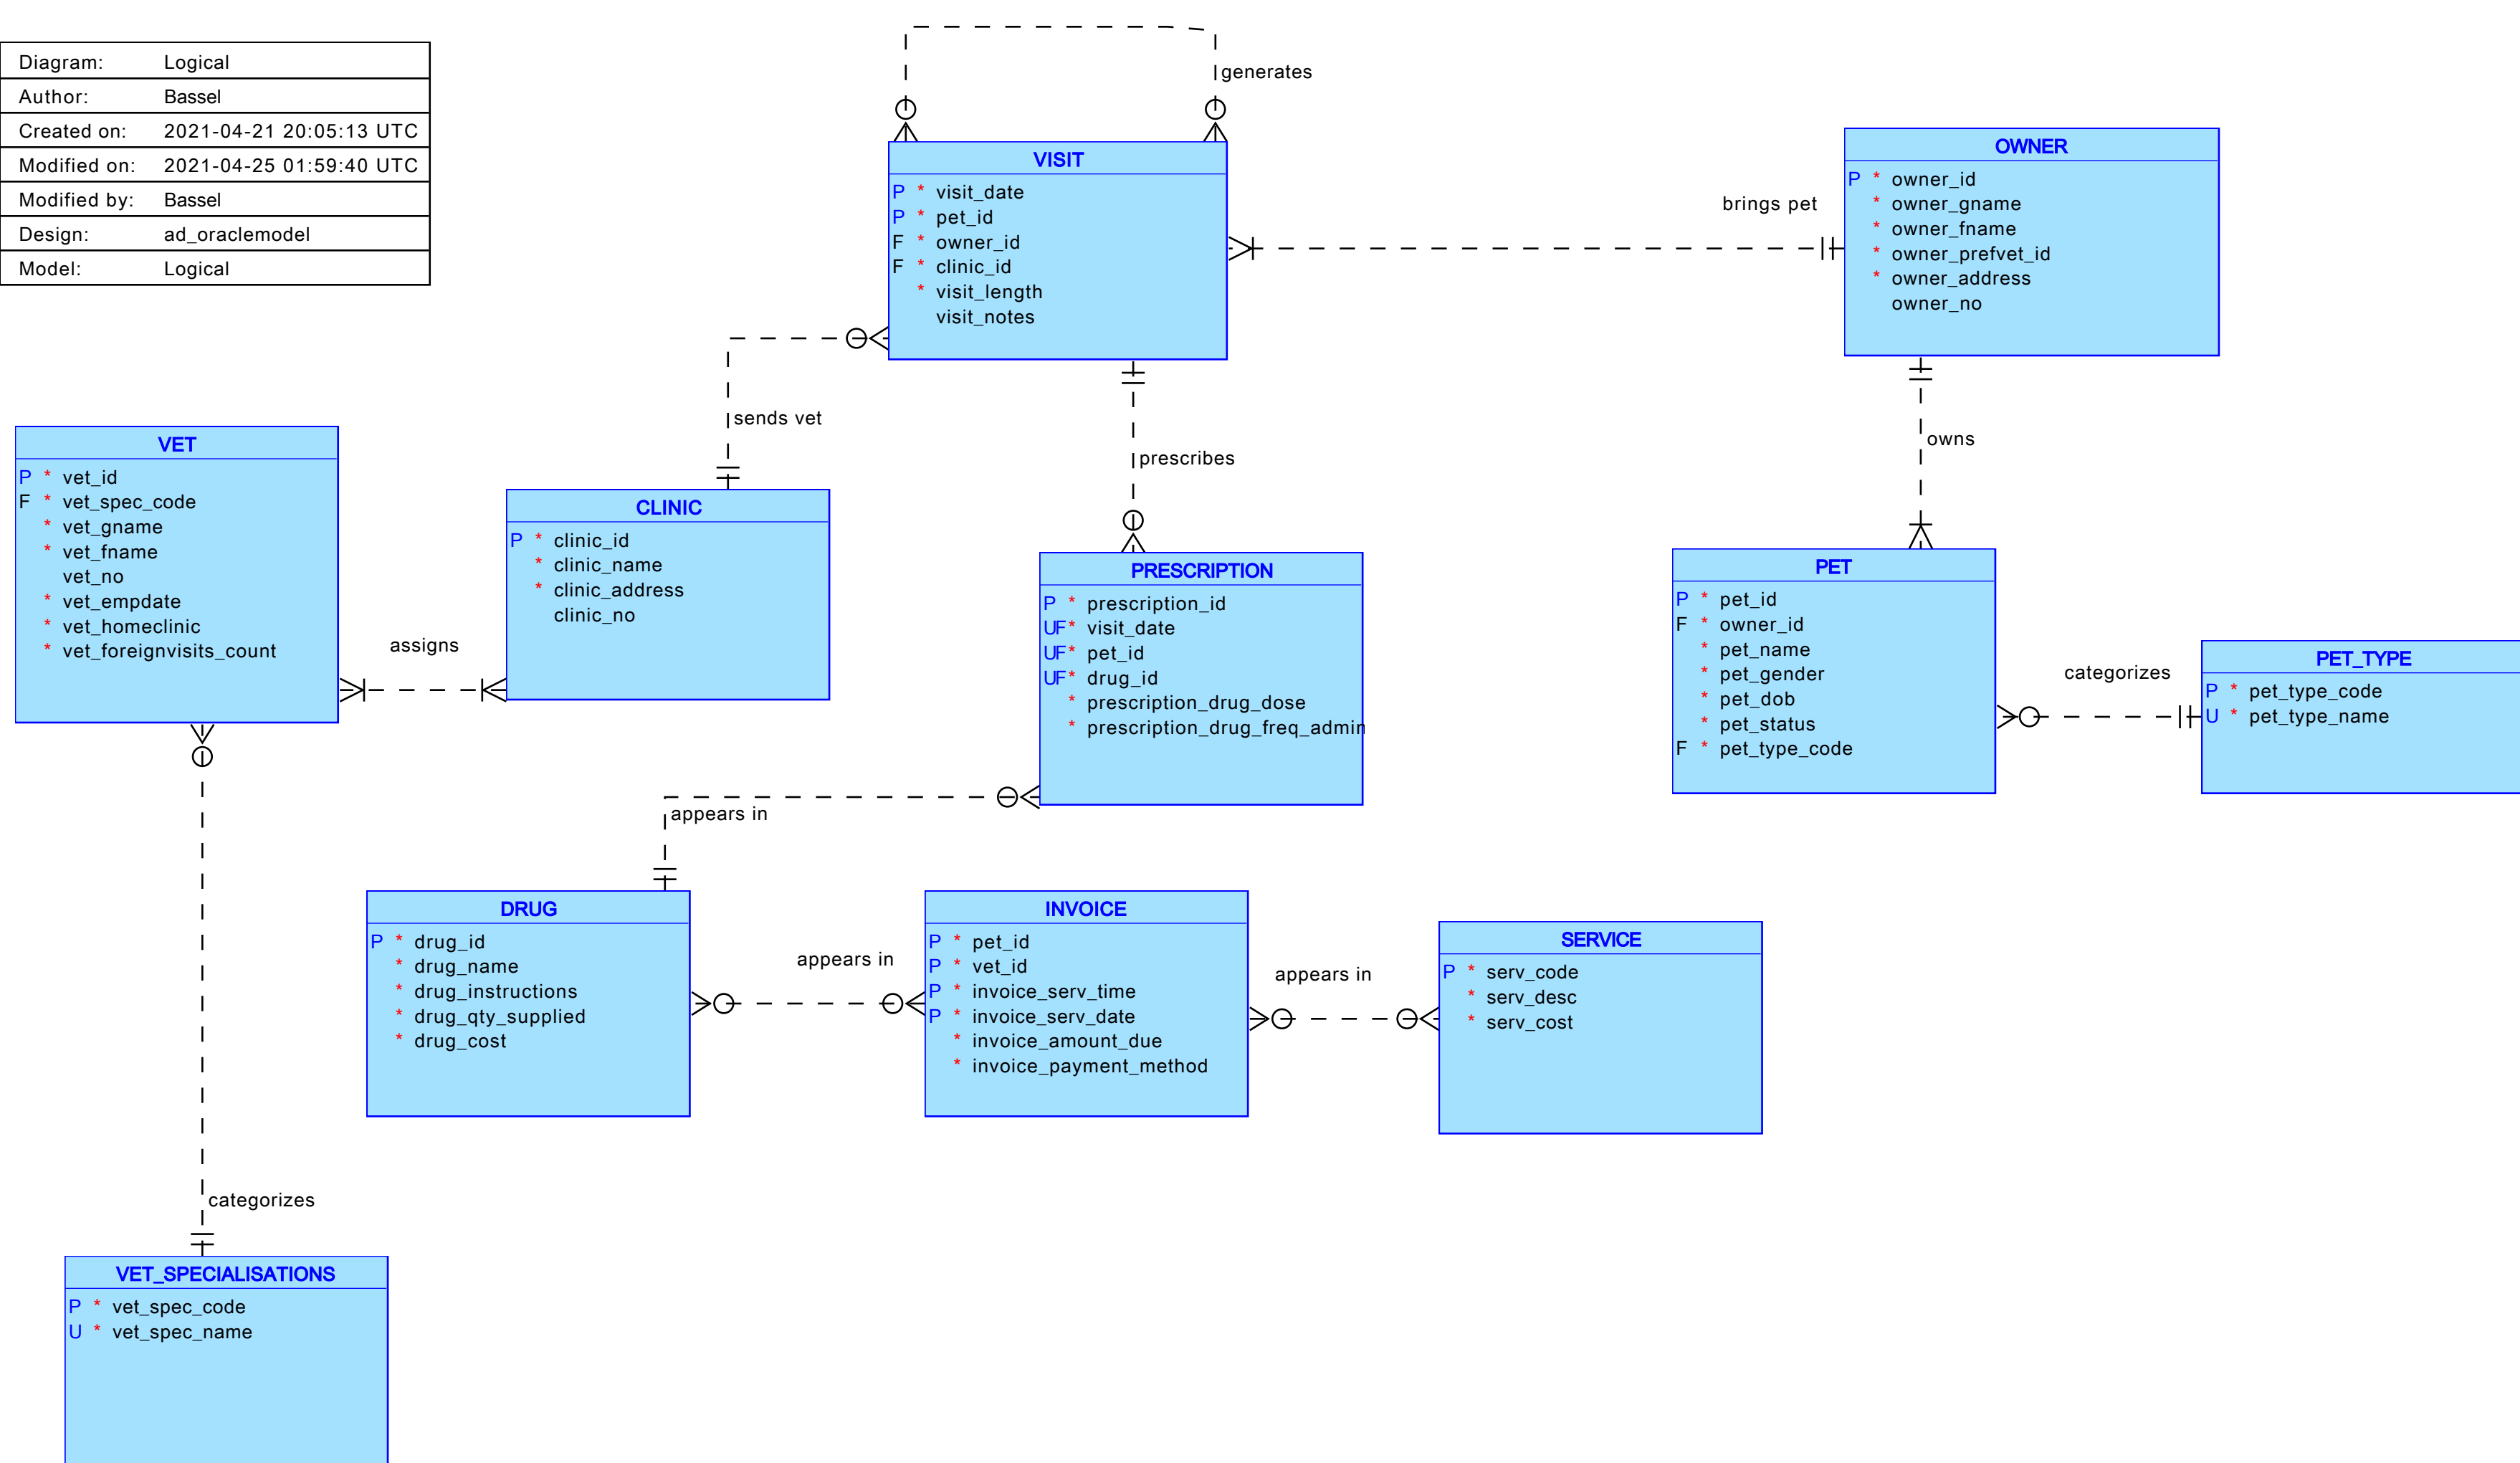 Diagram: Logical
Author: Bassel
Created on: 2021-04-21 20:05:13 UTC
Modified on: 2021-04-25 01:59:40 UTC
Modified by: Bassel
Design: ad_oraclemodel
Model: Logical
generates
VISIT
P * visit_date
P * pet_id
F * owner_id
F * clinic_id
* visit_length
visit_notes
brings pet
OWNER
P * owner_id
* owner_gname
* owner_fname
* owner_prefvet_id
* owner_address
owner_no
sends vet
prescribes
owns
VET
P * vet_id
F * vet_spec_code
* vet_gname
* vet_fname
vet_no
* vet_empdate
* vet_homeclinic
* vet_foreignvisits_count
assigns
CLINIC
P * clinic_id
* clinic_name
* clinic_address
clinic_no
PRESCRIPTION
P * prescription_id
UF* visit_date
UF* pet_id
UF* drug_id
* prescription_drug_dose
* prescription_drug_freq_admin
PET
P * pet_id
F * owner_id
* pet_name
* pet_gender
* pet_dob
* pet_status
F * pet_type_code
categorizes
PET_TYPE
P * pet_type_code
U * pet_type_name
appears in
DRUG
P * drug_id
* drug_name
* drug_instructions
* drug_qty_supplied
* drug_cost
appears in
INVOICE
P * pet_id
P * vet_id
P * invoice_serv_time
P * invoice_serv_date
* invoice_amount_due
* invoice_payment_method
appears in
SERVICE
P * serv_code
* serv_desc
* serv_cost
categorizes
VET_SPECIALISATIONS
P * vet_spec_code
U * vet_spec_name